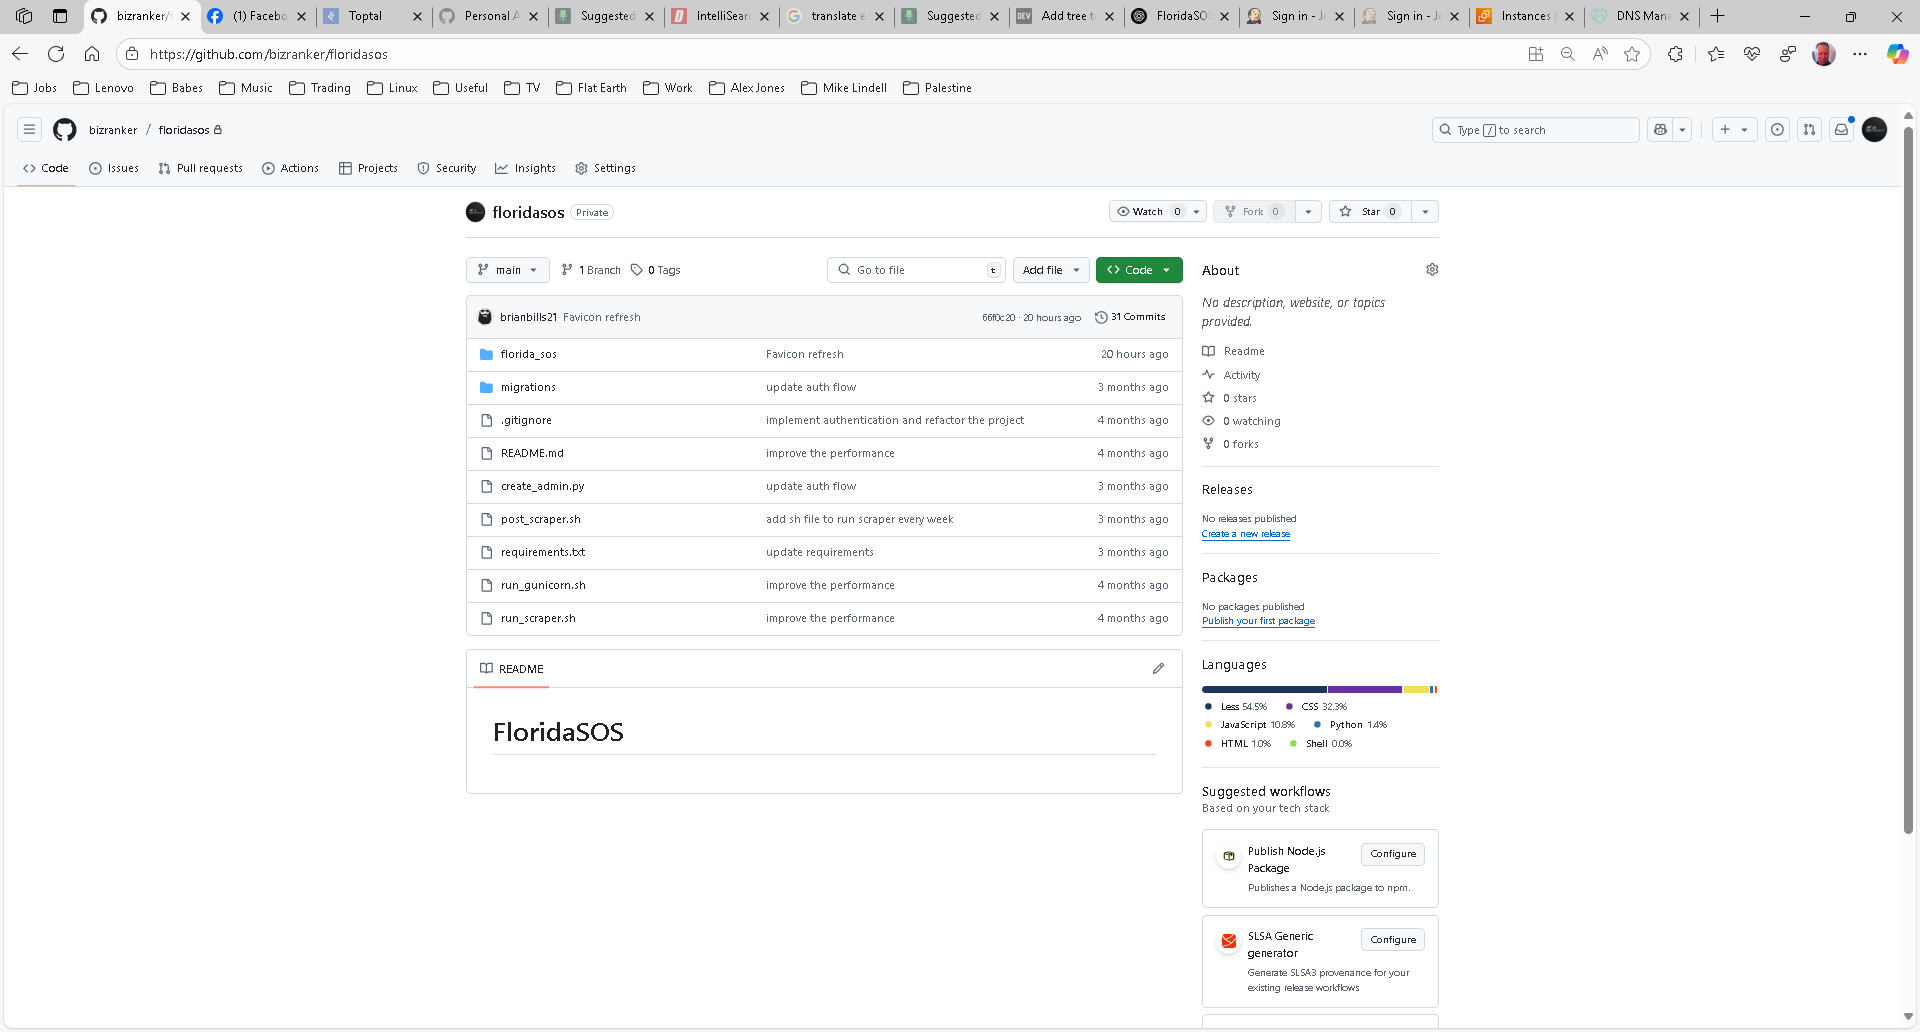 bizranker/f
(1) Facebo
Toptal
Personal A
Suggested
IntelliSear
translate e
Suggested
Add tree t
FloridaSOS
Sign in - Je
Sign in - Je
Instances
DNS Mana
https://github.com/bizranker/floridasos
Jobs
Lenovo
Babes
Music
Trading
Linux
Useful
TV
Flat Earth
Work
Alex Jones
Mike Lindell
Palestine
bizranker / floridasos
Type / to search
Code
Issues
Pull requests
Actions
Projects
Security
Insights
Settings
floridasos Private
Watch 0
Fork 0
Star 0
main
1 Branch
0 Tags
Go to file t
Add file
Code
brianbills21 Favicon refresh 66f0c20 · 20 hours ago 31 Commits
florida_sos Favicon refresh 20 hours ago
migrations update auth flow 3 months ago
.gitignore implement authentication and refactor the project 4 months ago
README.md improve the performance 4 months ago
create_admin.py update auth flow 3 months ago
post_scraper.sh add sh file to run scraper every week 3 months ago
requirements.txt update requirements 3 months ago
run_gunicorn.sh improve the performance 4 months ago
run_scraper.sh improve the performance 4 months ago
README
FloridaSOS
About
No description, website, or topics
provided.
Readme
Activity
0 stars
0 watching
0 forks
Releases
No releases published
Create a new release
Packages
No packages published
Publish your first package
Languages
Less 54.5% CSS 32.3%
JavaScript 10.8% Python 1.4%
HTML 1.0% Shell 0.0%
Suggested workflows
Based on your tech stack
Publish Node.js
Package
Configure
Publishes a Node.js package to npm.
SLSA Generic
generator
Configure
Generate SLSA3 provenance for your
existing release workflows